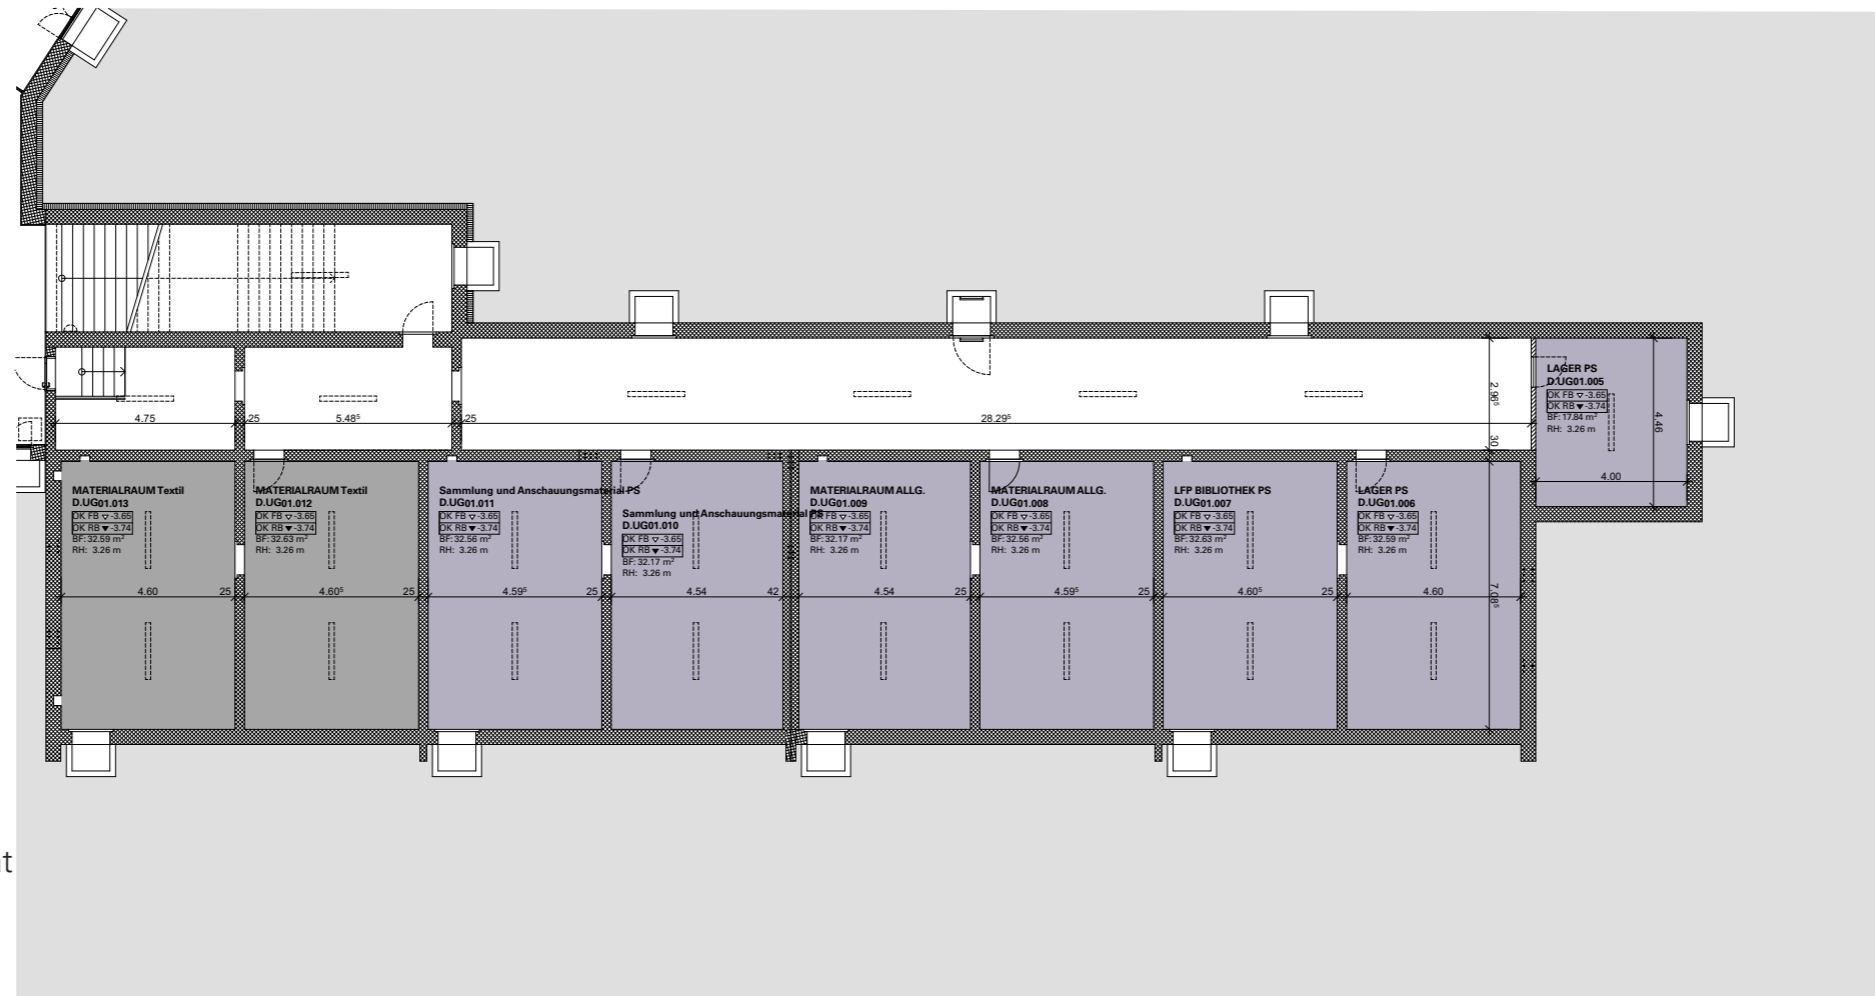 LAGER PS
D.UG01.005
OK FB ▽ -3.65
OK RB ▼ -3.74
BF: 17.84 m²
RH: 3.26 m
2.96⁵
4.46
4.75
25
5.48⁵
25
28.29⁵
30
4.00
MATERIALRAUM Textil
D.UG01.013
OK FB ▽ -3.65
OK RB ▼ -3.74
BF: 32.59 m²
RH: 3.26 m
MATERIALRAUM Textil
D.UG01.012
OK FB ▽ -3.65
OK RB ▼ -3.74
BF: 32.63 m²
RH: 3.26 m
Sammlung und Anschauungsmaterial PS
D.UG01.011
OK FB ▽ -3.65
OK RB ▼ -3.74
BF: 32.56 m²
RH: 3.26 m
Sammlung und Anschauungsmaterial PS
D.UG01.010
OK FB ▽ -3.65
OK RB ▼ -3.74
BF: 32.17 m²
RH: 3.26 m
MATERIALRAUM ALLG.
D.UG01.009
OK FB ▽ -3.65
OK RB ▼ -3.74
BF: 32.17 m²
RH: 3.26 m
MATERIALRAUM ALLG.
D.UG01.008
OK FB ▽ -3.65
OK RB ▼ -3.74
BF: 32.56 m²
RH: 3.26 m
LFP BIBLIOTHEK PS
D.UG01.007
OK FB ▽ -3.65
OK RB ▼ -3.74
BF: 32.63 m²
RH: 3.26 m
LAGER PS
D.UG01.006
OK FB ▽ -3.65
OK RB ▼ -3.74
BF: 32.59 m²
RH: 3.26 m
4.60
25
4.60⁵
25
4.59⁵
25
4.54
42
4.54
25
4.59⁵
25
4.60⁵
25
4.60
7.08⁵
t